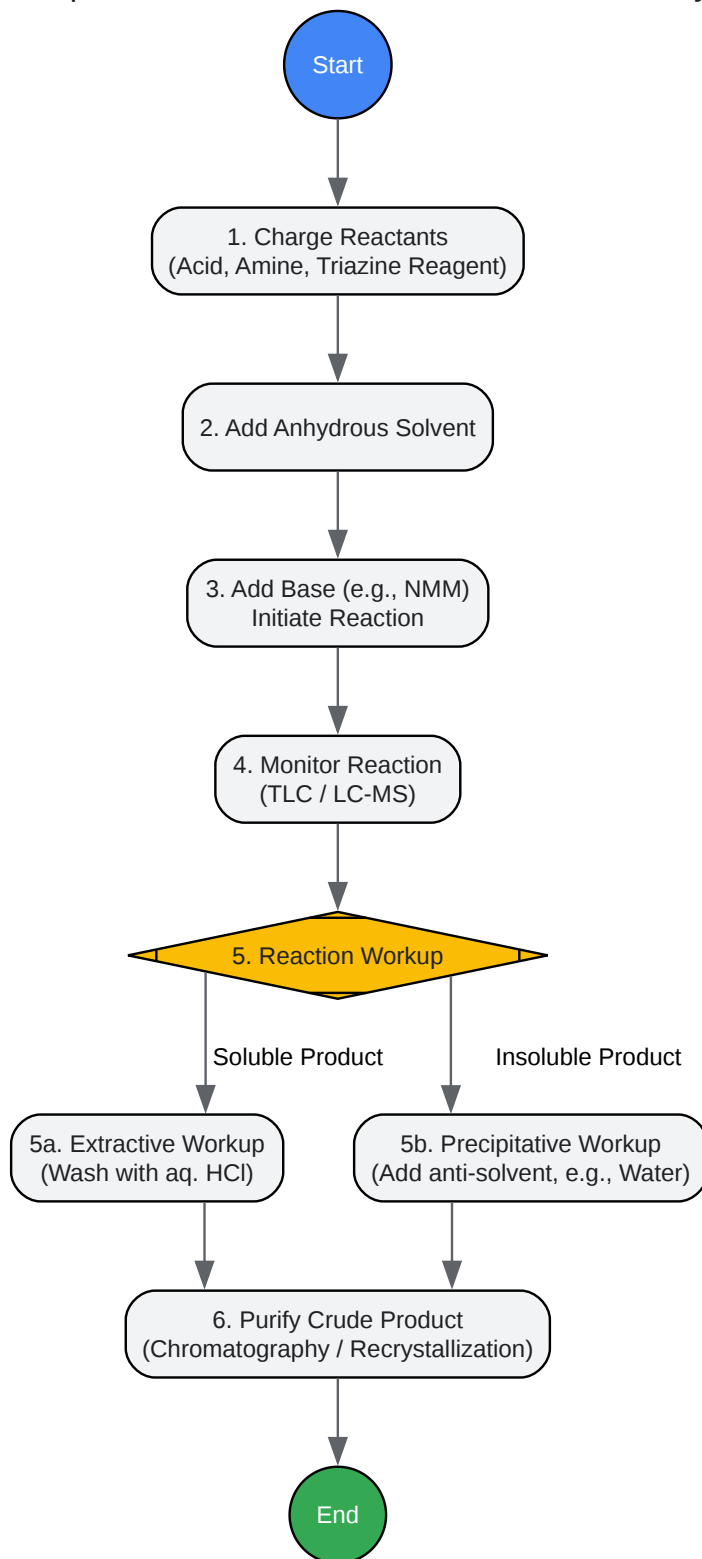 Start
1. Charge Reactants
(Acid, Amine, Triazine Reagent)
2. Add Anhydrous Solvent
3. Add Base (e.g., NMM)
Initiate Reaction
4. Monitor Reaction
(TLC / LC-MS)
5. Reaction Workup
Soluble Product
Insoluble Product
5a. Extractive Workup
(Wash with aq. HCl)
5b. Precipitative Workup
(Add anti-solvent, e.g., Water)
6. Purify Crude Product
(Chromatography / Recrystallization)
End